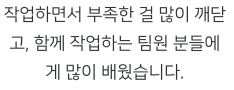 작업하면서 부족한 걸 많이 깨닫
고, 함께 작업하는 팀원 분들에
게 많이 배웠습니다.